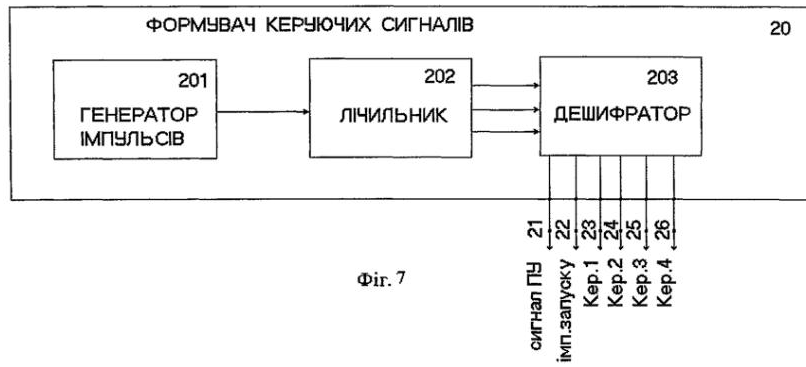 ФОРМУВАЧ КЕРУЮЧИХ СИГНАЛІВ
20
201
ГЕНЕРАТОР
ІМПУЛЬСІВ
202
ЛІЧИЛЬНИК
203
ДЕШИФРАТОР
21
22
23
24
25
26
сигнал ПУ
імп.запуску
Кер.1
Кер.2
Кер.3
Кер.4
Фіг. 7